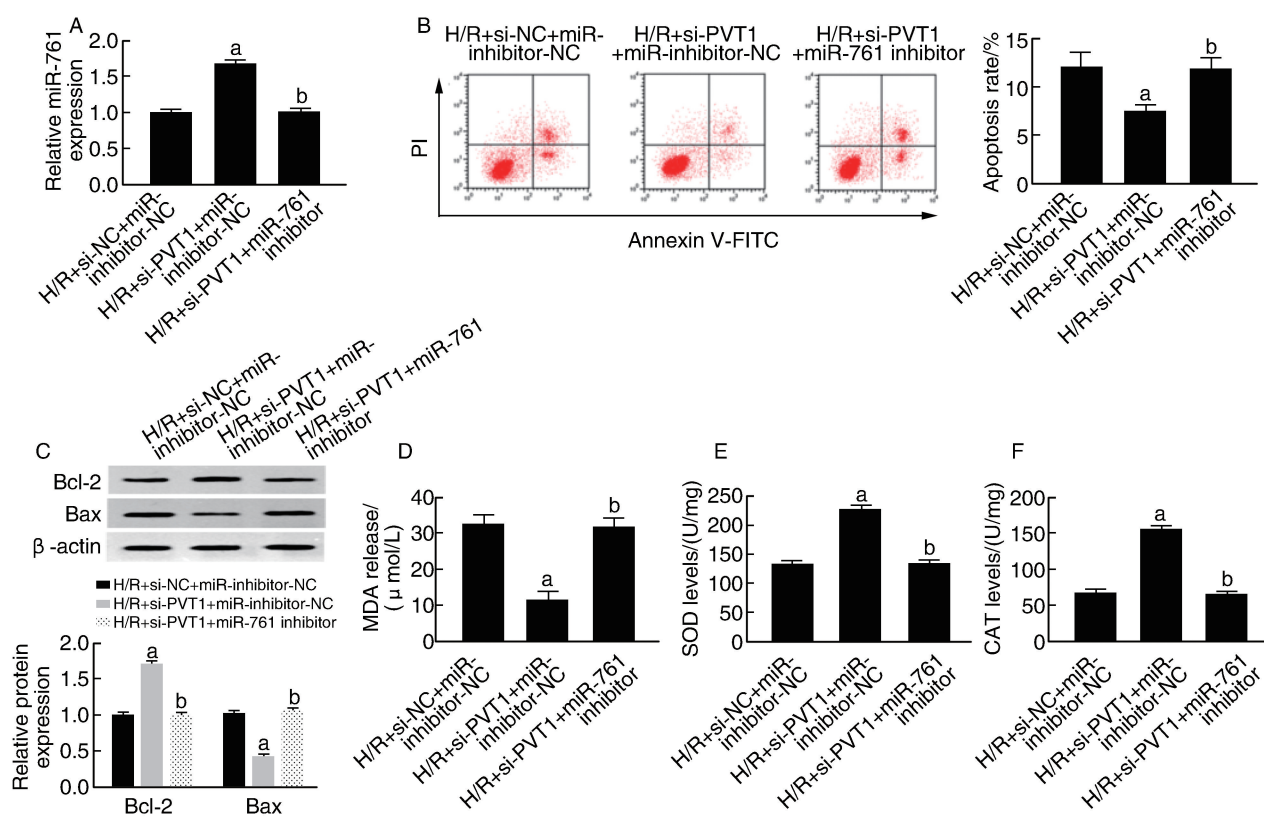 A
Relative miR-761
expression
2.0
1.5
1.0
0.5
0.0
a
b
H/R+si-NC+miR-
inhibitor-NC
H/R+si-PVT1+miR-
inhibitor-NC
H/R+si-PVT1+miR-761
inhibitor
B
H/R+si-NC+miR-
inhibitor-NC
H/R+si-PVT1
+miR-inhibitor-NC
H/R+si-PVT1
+miR-761 inhibitor
PI
Annexin V-FITC
Apoptosis rate/%
15
10
5
0
a
b
H/R+si-NC+miR-
inhibitor-NC
H/R+si-PVT1+miR-
inhibitor-NC
H/R+si-PVT1+miR-761
inhibitor
C
H/R+si-NC+miR-
inhibitor-NC
H/R+si-PVT1+miR-
inhibitor-NC
H/R+si-PVT1+miR-761
inhibitor
Bcl-2
Bax
β-actin
H/R+si-NC+miR-inhibitor-NC
H/R+si-PVT1+miR-inhibitor-NC
H/R+si-PVT1+miR-761 inhibitor
Relative protein
expression
2.0
1.5
1.0
0.5
0.0
a
b
a
b
Bcl-2
Bax
D
MDA release/
(μmol/L)
40
30
20
10
0
a
b
H/R+si-NC+miR-
inhibitor-NC
H/R+si-PVT1+miR-
inhibitor-NC
H/R+si-PVT1+miR-761
inhibitor
E
SOD levels/(U/mg)
250
200
150
100
50
0
a
b
H/R+si-NC+miR-
inhibitor-NC
H/R+si-PVT1+miR-
inhibitor-NC
H/R+si-PVT1+miR-761
inhibitor
F
CAT levels/(U/mg)
200
150
100
50
0
a
b
H/R+si-NC+miR-
inhibitor-NC
H/R+si-PVT1+miR-
inhibitor-NC
H/R+si-PVT1+miR-761
inhibitor